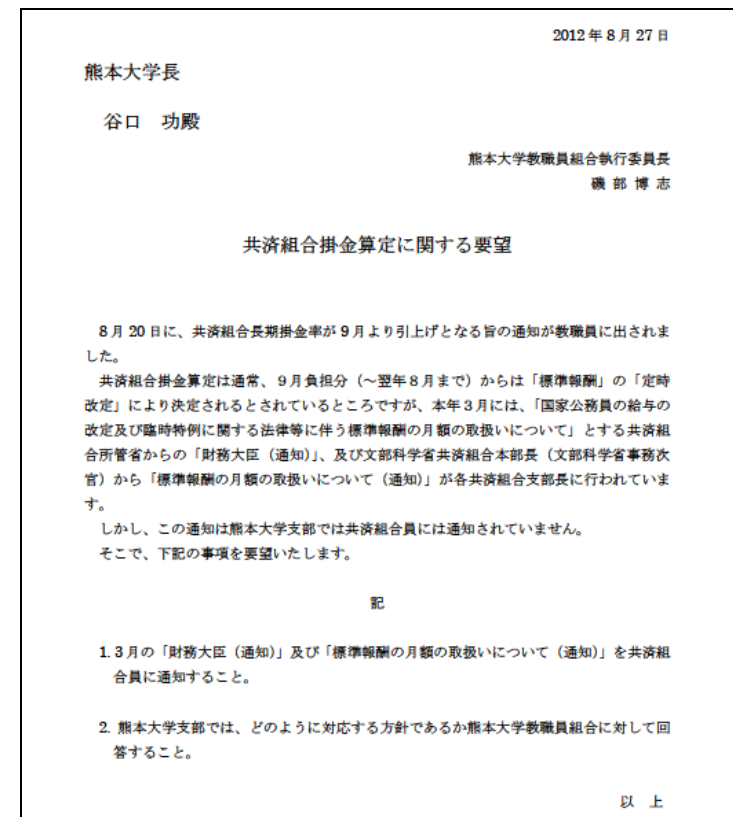 2012年8月27日
熊本大学長
谷口 功殿
熊本大学教職員組合執行委員長
磯部博志
共済組合掛金算定に関する要望
8月20日に、共済組合長期掛金率が9月より引上げとなる旨の通知が教職員に出されま
した。
共済組合掛金算定は通常、9月負担分（～翌年8月まで）からは「標準報酬」の「定時
改定」により決定されるとされているところですが、本年3月には、「国家公務員の給与の
改定及び臨時特例に関する法律等に伴う標準報酬の月額の取扱いについて」とする共済組
合所管省からの「財務大臣（通知）」、及び文部科学省共済組合本部長（文部科学省事務次
官）から「標準報酬の月額の取扱いについて（通知）」が各共済組合支部長に行われていま
す。
しかし、この通知は熊本大学支部では共済組合員には通知されていません。
そこで、下記の事項を要望いたします。
記
1. 3月の「財務大臣（通知）」及び「標準報酬の月額の取扱いについて（通知）」を共済組
合員に通知すること。
2. 熊本大学支部では、どのように対応する方針であるか熊本大学教職員組合に対して回
答すること。
以 上